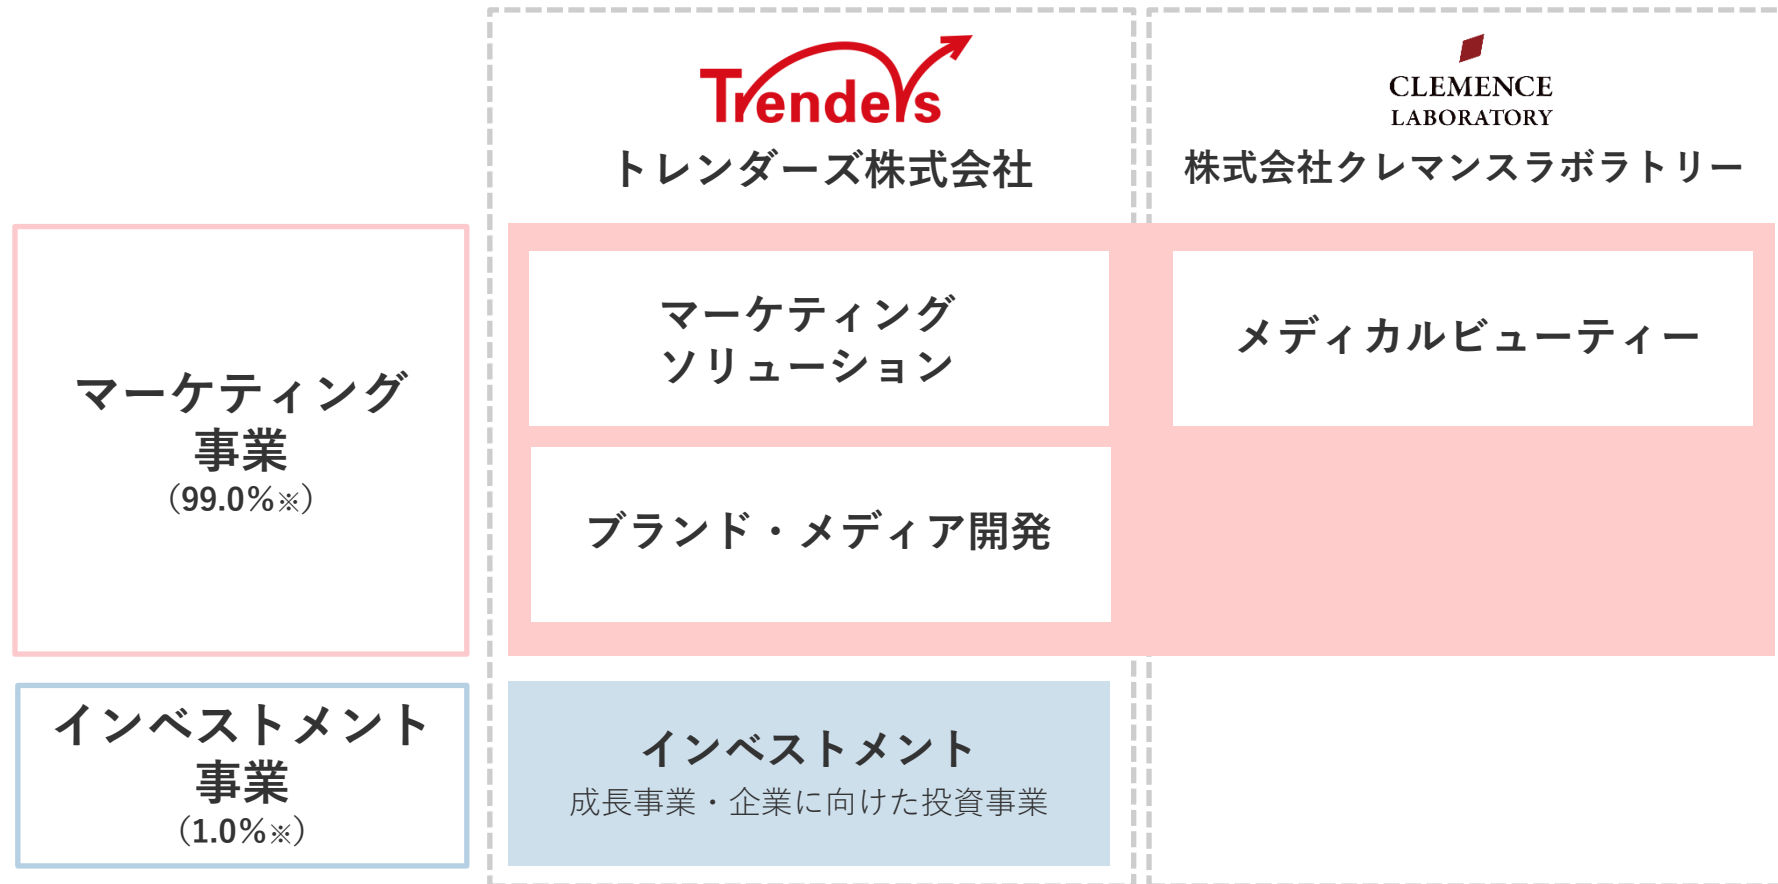 Trenders
トレンダーズ株式会社
CLEMENCE
LABORATORY
株式会社クレマンスラボラトリー
マーケティング
事業
（99.0%※）
マーケティング
ソリューション
メディカルビューティー
ブランド・メディア開発
インベストメント
事業
（1.0%※）
インベストメント
成長事業・企業に向けた投資事業